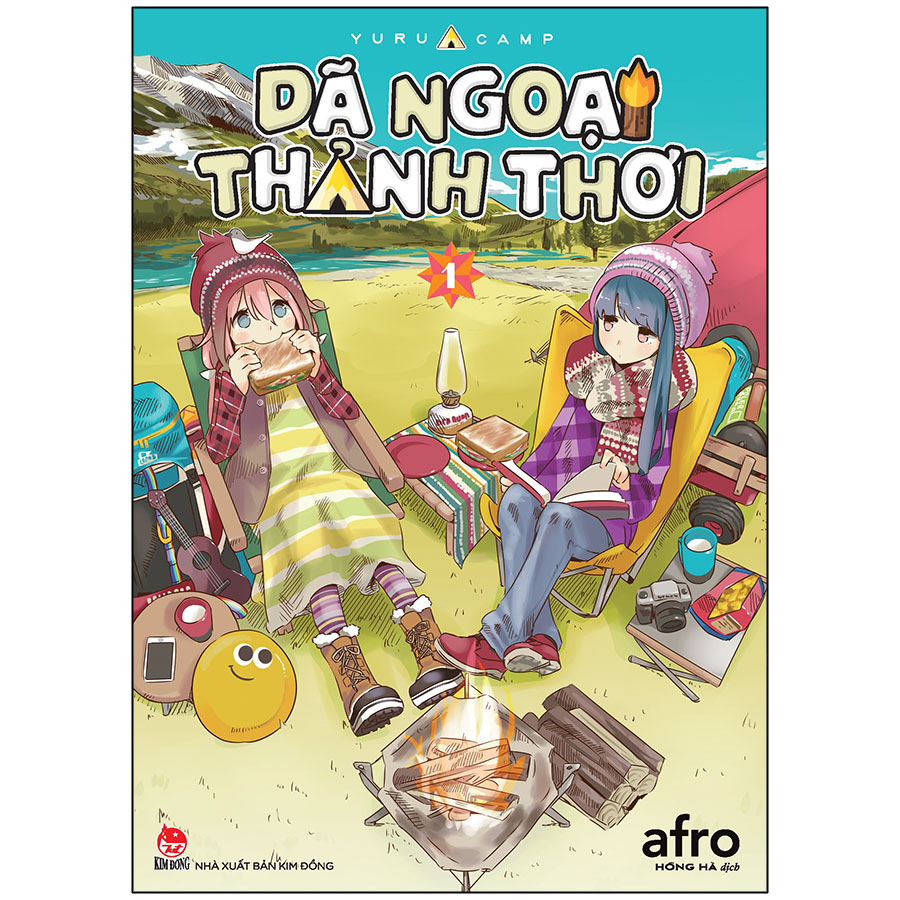 YURU CAMP
DÃ NGOẠI
THẢNH THƠI
1
afro
HỒNG HÀ dịch
KIM ĐỒNG
NHÀ XUẤT BẢN KIM ĐỒNG